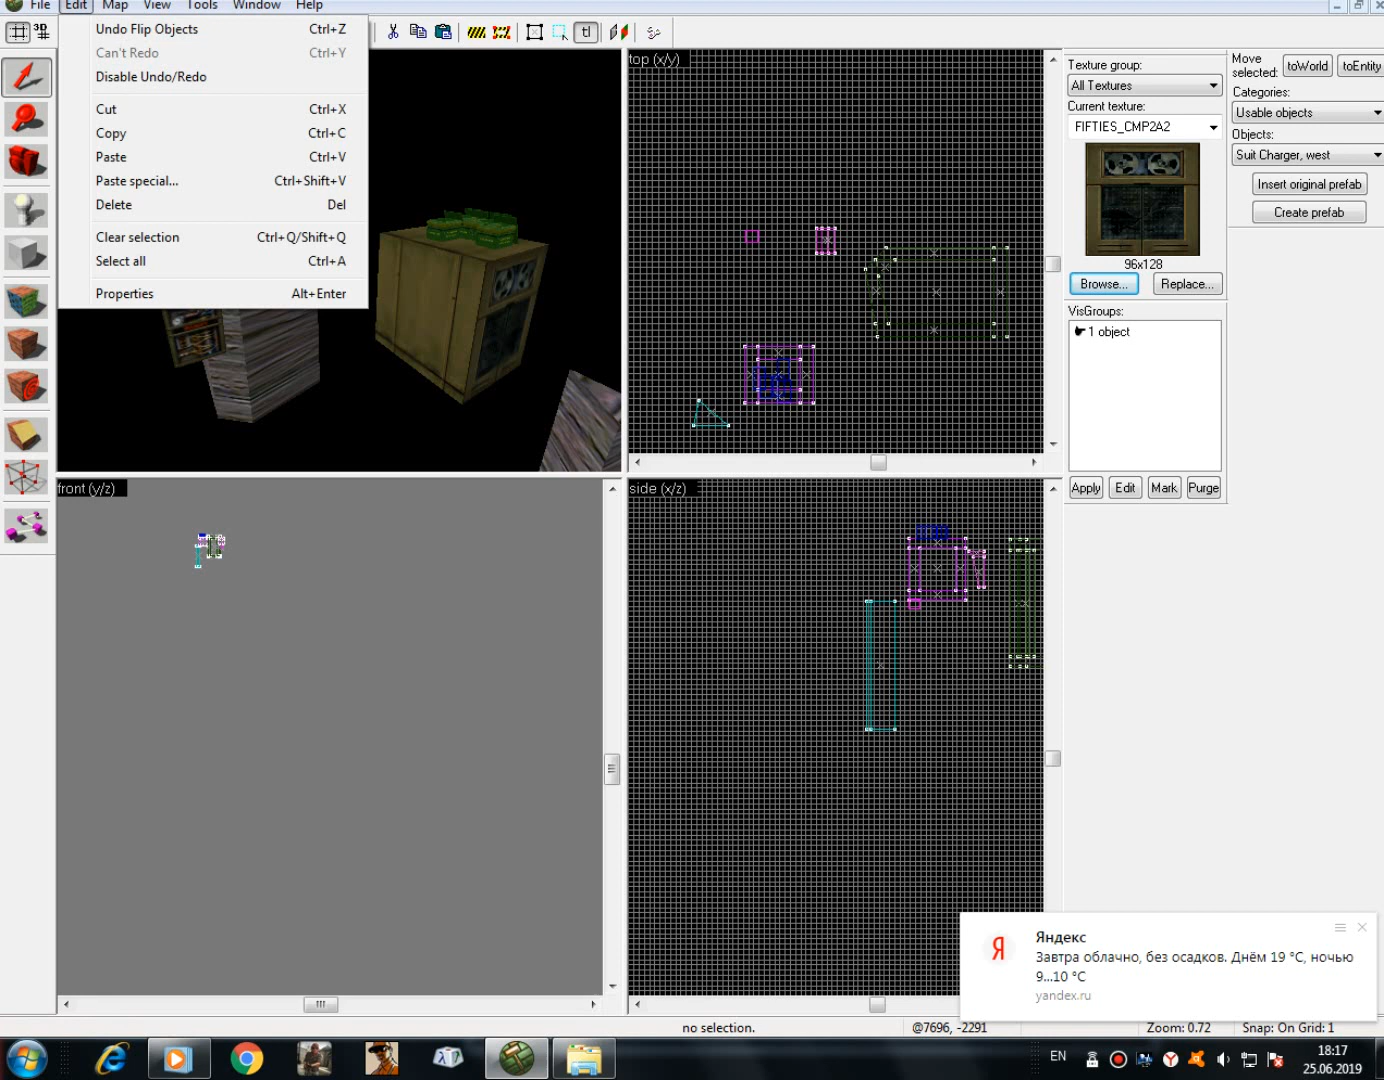 File Edit Map View Tools Window Help
Undo Flip Objects Ctrl+Z
Can't Redo Ctrl+Y
Disable Undo/Redo
Cut Ctrl+X
Copy Ctrl+C
Paste Ctrl+V
Paste special... Ctrl+Shift+V
Delete Del
Clear selection Ctrl+Q/Shift+Q
Select all Ctrl+A
Properties Alt+Enter
3D
tl
top (x/y)
front (y/z)
side (x/z)
Texture group:
All Textures
Current texture:
FIFTIES_CMP2A2
96x128
Browse... Replace...
VisGroups:
1 object
Apply Edit Mark Purge
Move selected: toWorld toEntity
Categories:
Usable objects
Objects:
Suit Charger, west
Insert original prefab
Create prefab
Я
Яндекс
Завтра облачно, без осадков. Днём 19 °C, ночью
9...10 °C
yandex.ru
no selection. @7696, -2291 Zoom: 0.72 Snap: On Grid: 1
EN
18:17
25.06.2019